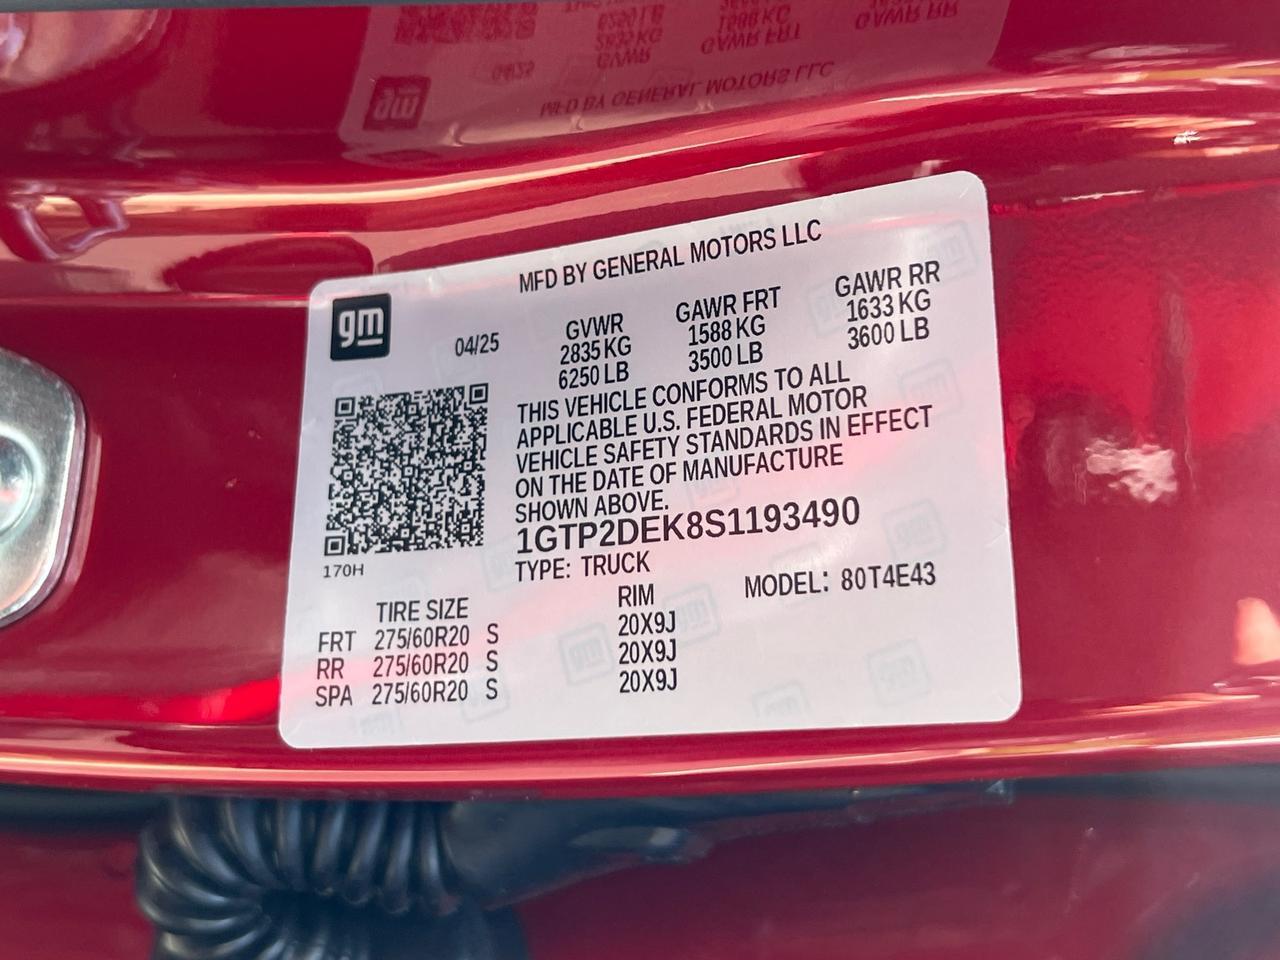 MFD BY GENERAL MOTORS LLC
gm
04/25
GVWR GAWR FRT GAWR RR
2835 KG 1588 KG 1633 KG
6250 LB 3500 LB 3600 LB
THIS VEHICLE CONFORMS TO ALL
APPLICABLE U.S. FEDERAL MOTOR
VEHICLE SAFETY STANDARDS IN EFFECT
ON THE DATE OF MANUFACTURE
SHOWN ABOVE.
1GTP2DEK8S1193490
170H
TYPE: TRUCK
MODEL: 80T4E43
TIRE SIZE RIM
FRT 275/60R20 S 20X9J
RR 275/60R20 S 20X9J
SPA 275/60R20 S 20X9J